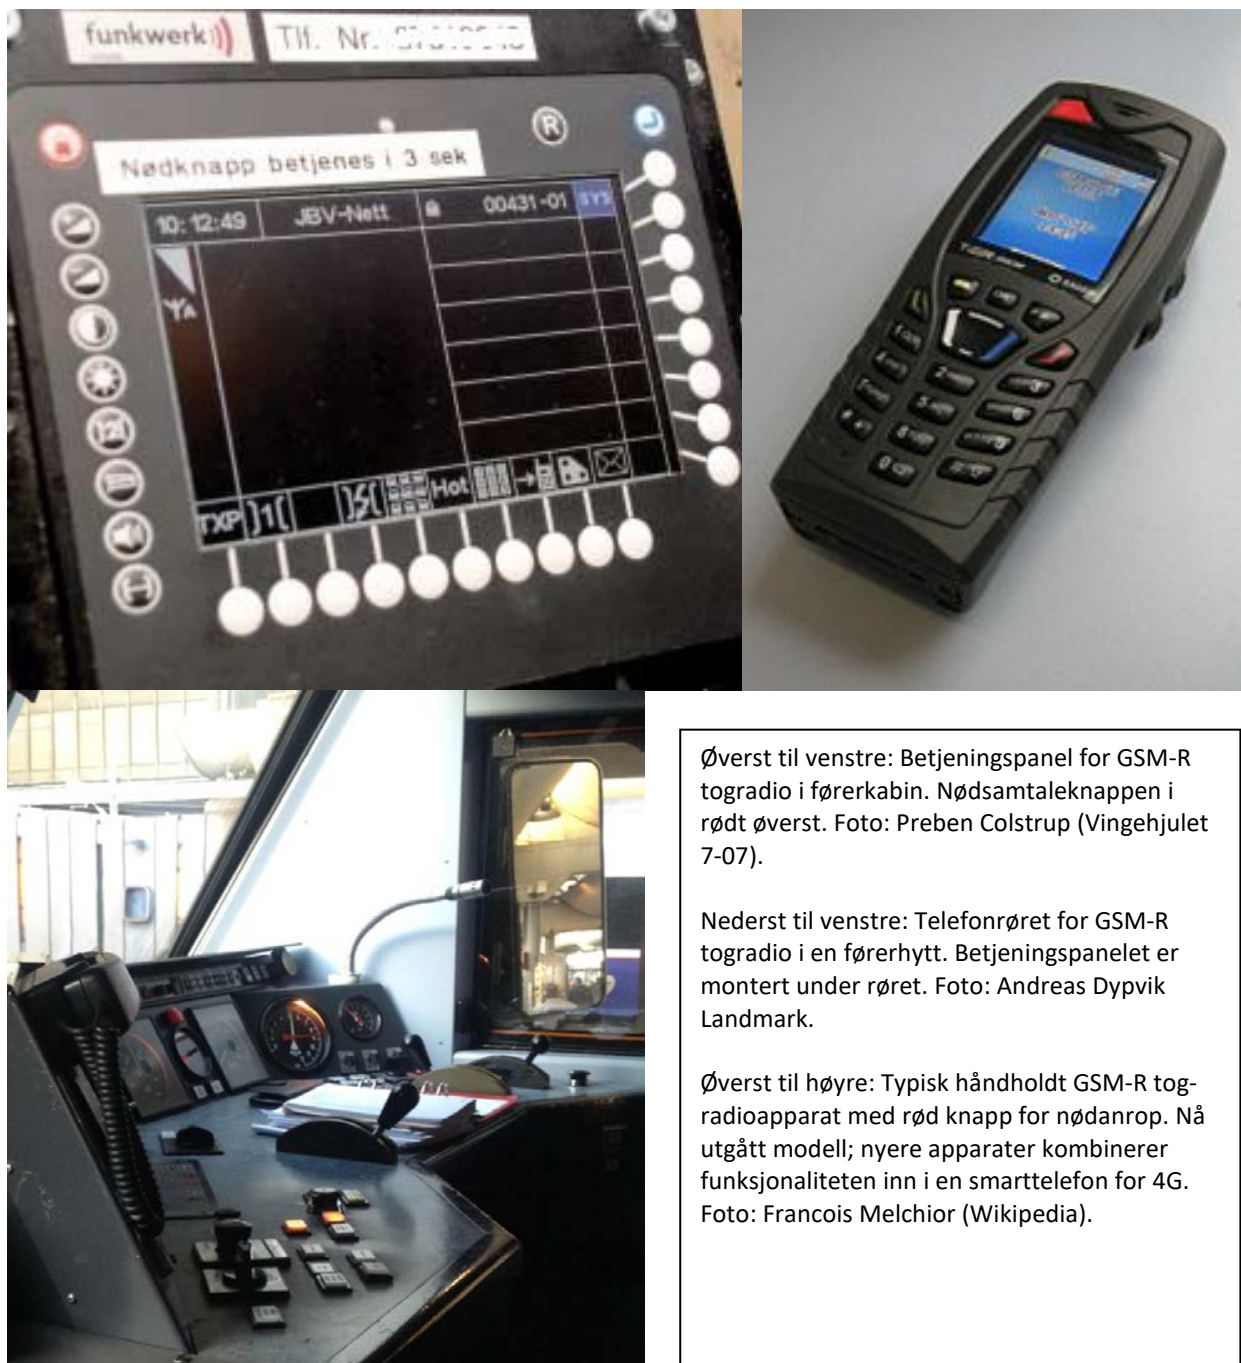 funkwerk
Tlf. Nr.
R
Nødknapp betjenes i 3 sek
10:12:49 JBV-Nett 00431-01 SYS
TXP )1( Hot
Øverst til venstre: Betjeningspanel for GSM-R
togradio i førerkabin. Nødsamtaleknappen i
rødt øverst. Foto: Preben Colstrup (Vingehjulet
7-07).
Nederst til venstre: Telefonrøret for GSM-R
togradio i en førerhytt. Betjeningspanelet er
montert under røret. Foto: Andreas Dypvik
Landmark.
Øverst til høyre: Typisk håndholdt GSM-R tog-
radioapparat med rød knapp for nødanrop. Nå
utgått modell; nyere apparater kombinerer
funksjonaliteten inn i en smarttelefon for 4G.
Foto: Francois Melchior (Wikipedia).